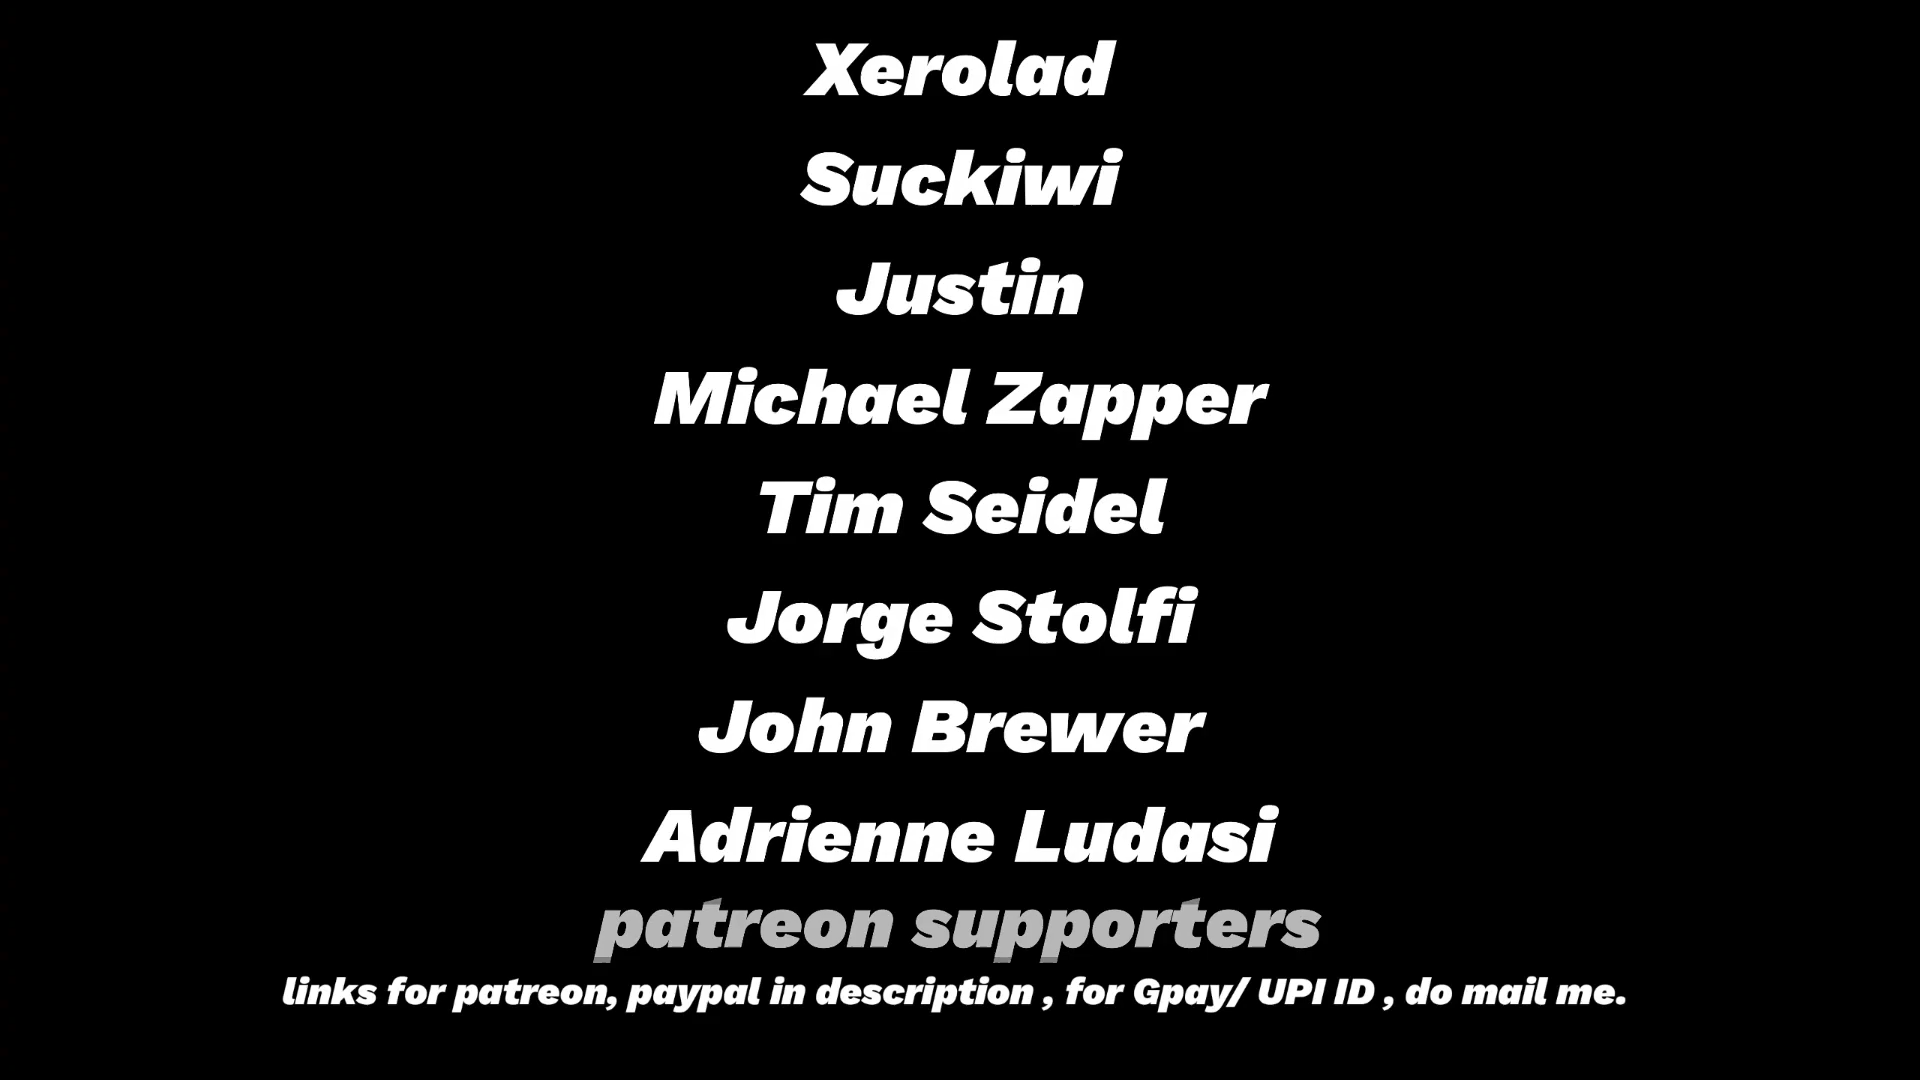 Xerolad
Suckiwi
Justin
Michael Zapper
Tim Seidel
Jorge Stolfi
John Brewer
Adrienne Ludasi
patreon supporters
links for patreon, paypal in description , for Gpay/ UPI ID , do mail me.